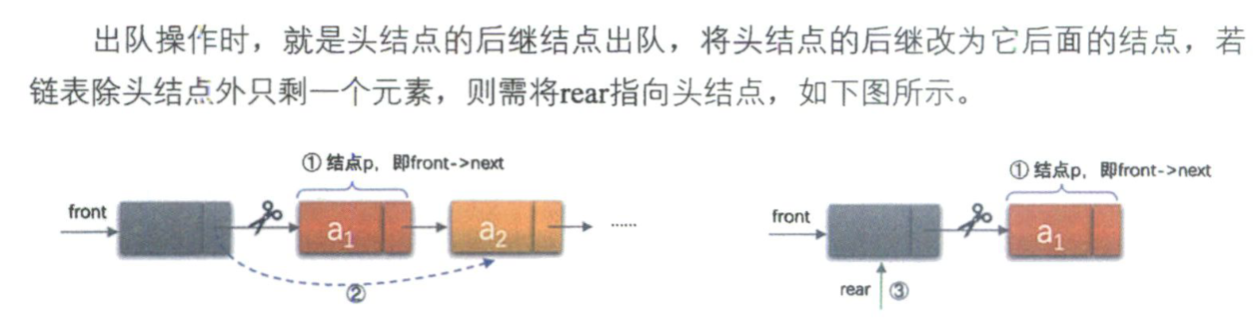 出队操作时，就是头结点的后继结点出队，将头结点的后继改为它后面的结点，若
链表除头结点外只剩一个元素，则需将rear指向头结点，如下图所示。
① 结点p，即front->next
front
a1
a2
......
②
① 结点p，即front->next
front
a1
rear
③